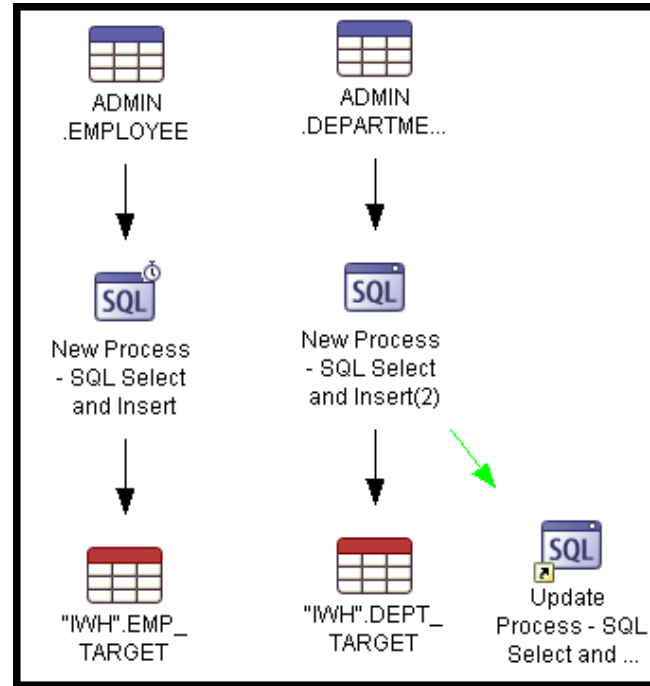 ADMIN
.EMPLOYEE
ADMIN
.DEPARTME...
SQL
New Process
- SQL Select
and Insert
SQL
New Process
- SQL Select
and Insert(2)
"IWH".EMP_
TARGET
"IWH".DEPT_
TARGET
SQL
Update
Process - SQL
Select and ...